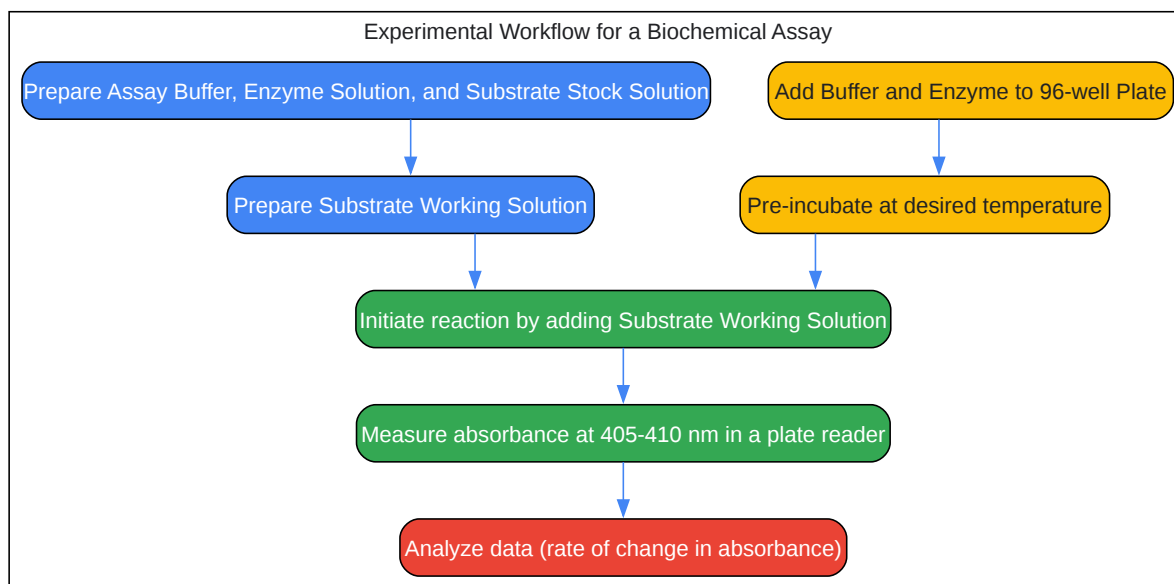 Experimental Workflow for a Biochemical Assay
Prepare Assay Buffer, Enzyme Solution, and Substrate Stock Solution
Add Buffer and Enzyme to 96-well Plate
Prepare Substrate Working Solution
Pre-incubate at desired temperature
Initiate reaction by adding Substrate Working Solution
Measure absorbance at 405-410 nm in a plate reader
Analyze data (rate of change in absorbance)